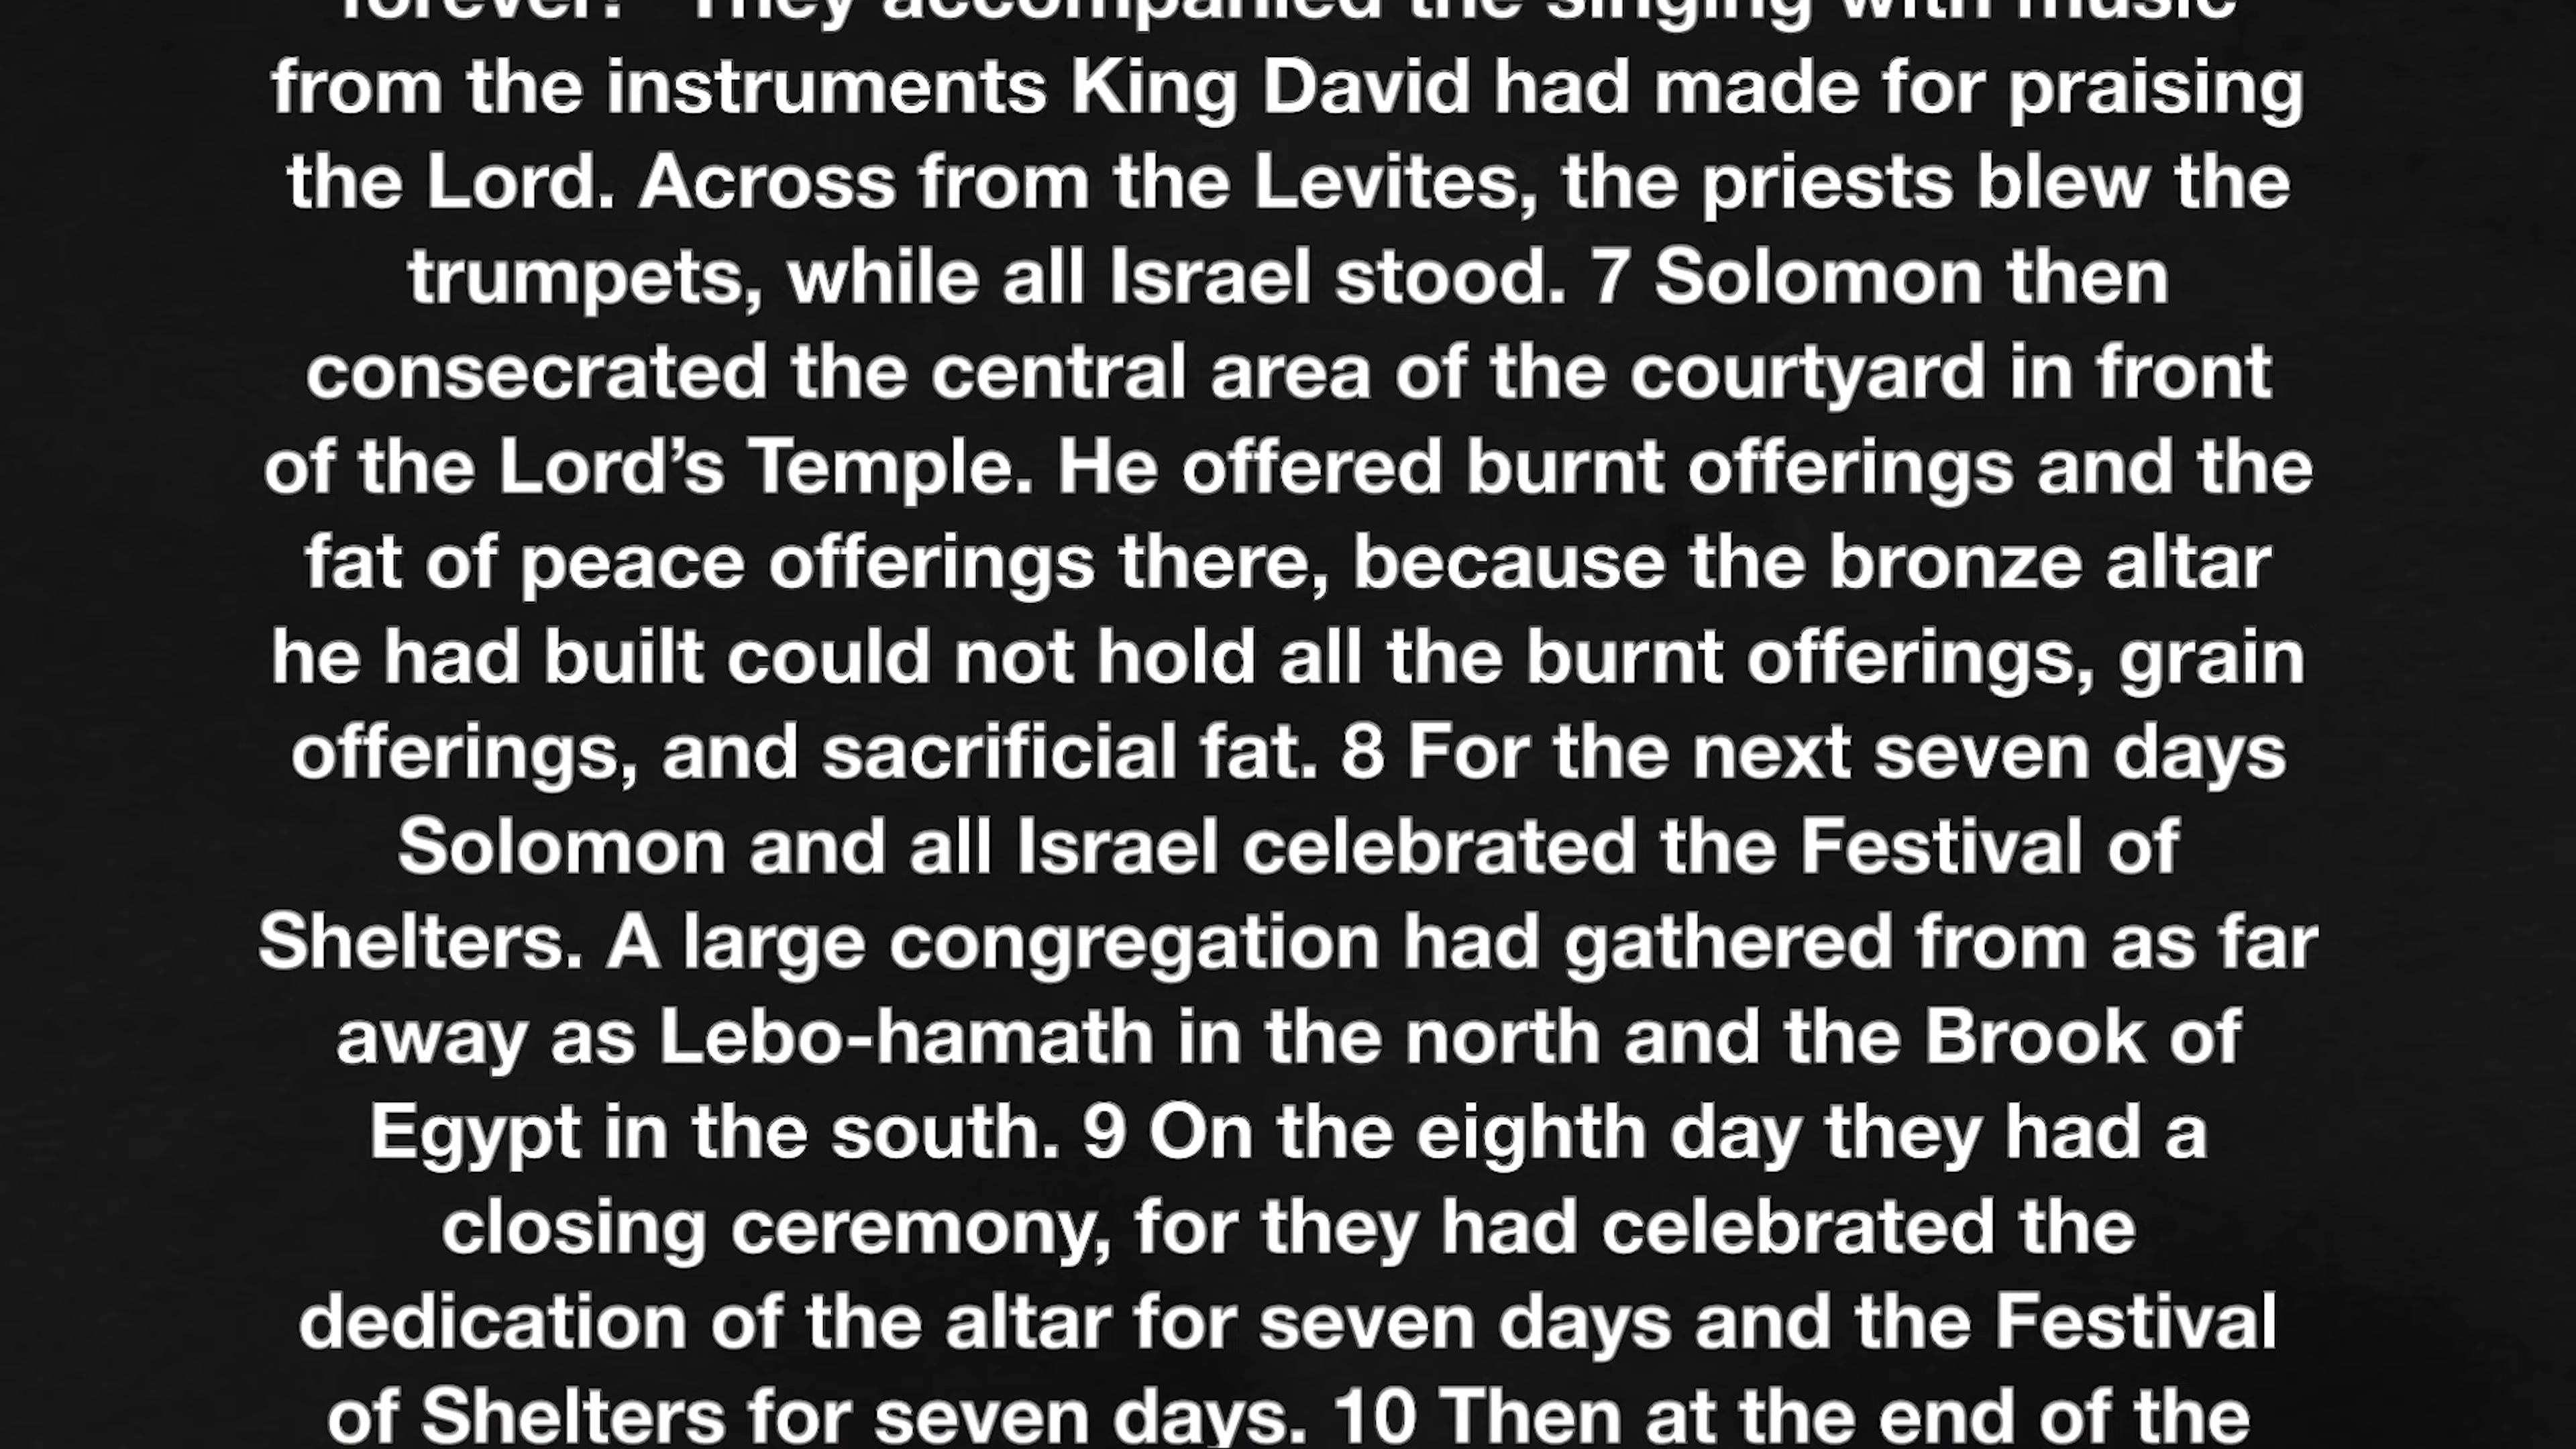 forever!" They accompanied the singing with music
from the instruments King David had made for praising
the Lord. Across from the Levites, the priests blew the
trumpets, while all Israel stood. 7 Solomon then
consecrated the central area of the courtyard in front
of the Lord’s Temple. He offered burnt offerings and the
fat of peace offerings there, because the bronze altar
he had built could not hold all the burnt offerings, grain
offerings, and sacrificial fat. 8 For the next seven days
Solomon and all Israel celebrated the Festival of
Shelters. A large congregation had gathered from as far
away as Lebo-hamath in the north and the Brook of
Egypt in the south. 9 On the eighth day they had a
closing ceremony, for they had celebrated the
dedication of the altar for seven days and the Festival
of Shelters for seven days. 10 Then at the end of the